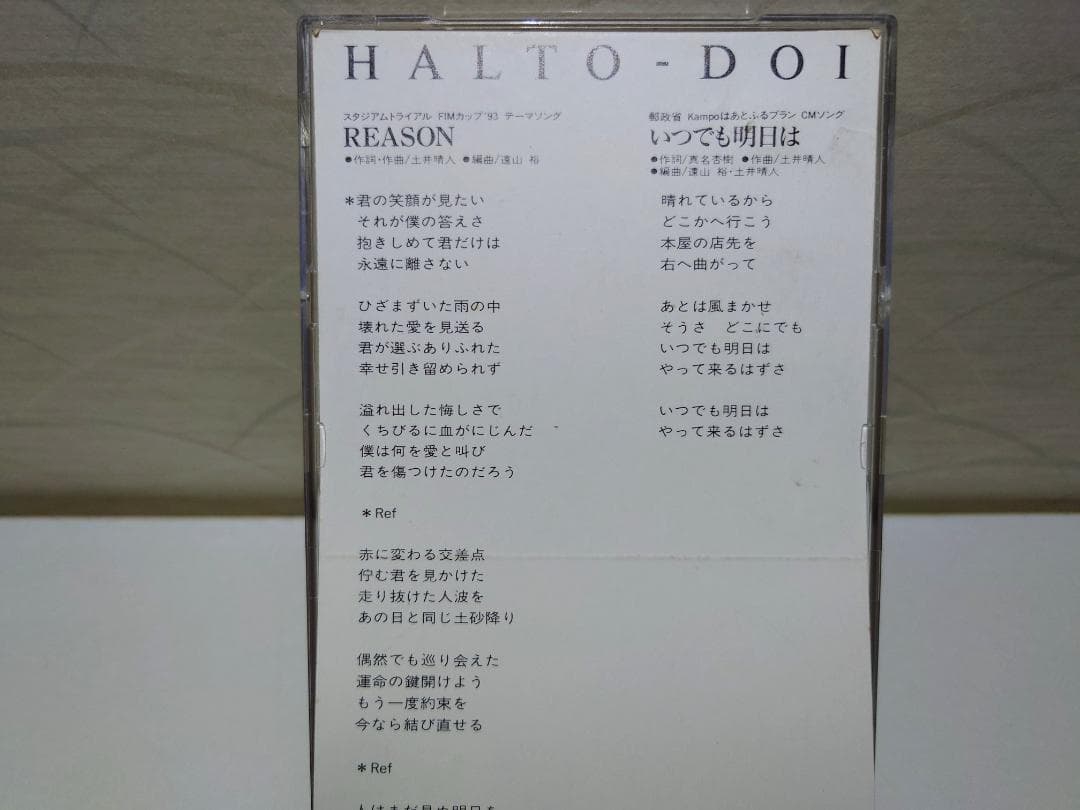 HALTO-DOI
スタジアムトライアル FIMカップ'93 テーマソング
REASON
●作詞・作曲/土井晴人 ●編曲/遠山 裕
*君の笑顔が見たい
それが僕の答えさ
抱きしめて君だけは
永遠に離さない
ひざまずいた雨の中
壊れた愛を見送る
君が選ぶありふれた
幸せ引き留められず
溢れ出した悔しさで
くちびるに血がにじんだ
僕は何を愛と叫び
君を傷つけたのだろう
*Ref
赤に変わる交差点
佇む君を見かけた
走り抜けた人波を
あの日と同じ土砂降り
偶然でも巡り会えた
運命の鍵開けよう
もう一度約束を
今なら結び直せる
*Ref
人はまだ見ぬ明日を
郵政省 Kampoはあとふるプラン CMソング
いつでも明日は
●作詞/真名杏樹 ●作曲/土井晴人
●編曲/遠山 裕・土井晴人
晴れているから
どこかへ行こう
本屋の店先を
右へ曲がって
あとは風まかせ
そうさ どこにでも
いつでも明日は
やって来るはずさ
いつでも明日は
やって来るはずさ